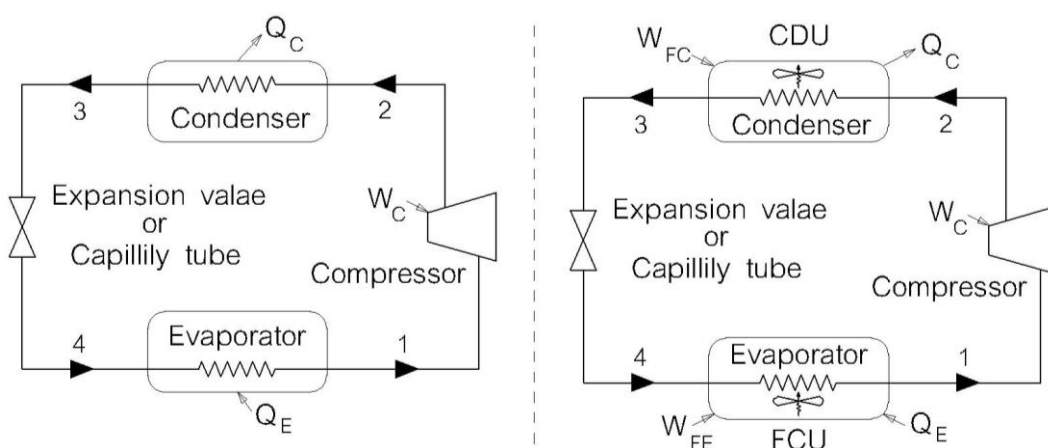 Q C
3
2
Condenser
Expansion valae
or
Capillily tube
W C
Compressor
4
Evaporator
1
Q E
W FC
CDU
Q C
3
2
Condenser
Expansion valae
or
Capillily tube
W C
Compressor
4
Evaporator
1
W FE
FCU
Q E